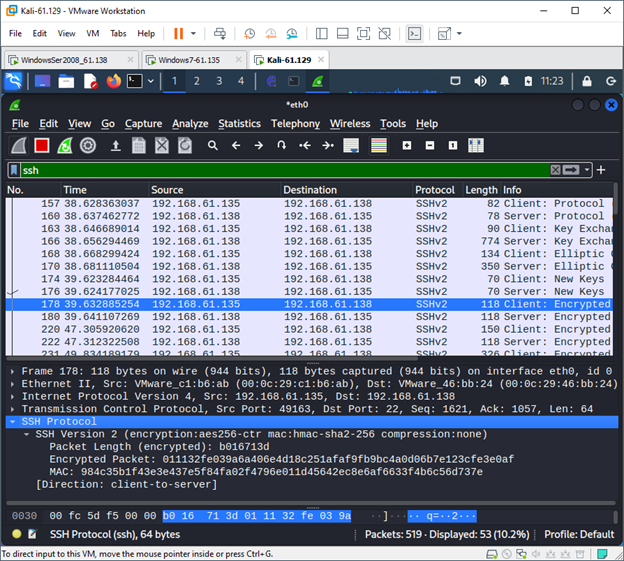 Kali-61.129 - VMware Workstation
File Edit View VM Tabs Help
WindowsSer2008_61.138 Windows7-61.135 Kali-61.129
1 2 3 4 11:23
*eth0
File Edit View Go Capture Analyze Statistics Telephony Wireless Tools Help
ssh
No. Time Source Destination Protocol Length Info
157 38.628363037 192.168.61.135 192.168.61.138 SSHv2 82 Client: Protocol
160 38.637462772 192.168.61.135 192.168.61.138 SSHv2 78 Server: Protocol
163 38.646689014 192.168.61.135 192.168.61.138 SSHv2 90 Client: Key Exchan
166 38.656294469 192.168.61.135 192.168.61.138 SSHv2 774 Server: Key Exchan
168 38.668299424 192.168.61.135 192.168.61.138 SSHv2 134 Client: Elliptic
170 38.681110504 192.168.61.135 192.168.61.138 SSHv2 350 Server: Elliptic
174 39.623284464 192.168.61.135 192.168.61.138 SSHv2 70 Client: New Keys
176 39.624177025 192.168.61.135 192.168.61.138 SSHv2 70 Server: New Keys
178 39.632885254 192.168.61.135 192.168.61.138 SSHv2 118 Client: Encrypted
180 39.641107269 192.168.61.135 192.168.61.138 SSHv2 118 Server: Encrypted
220 47.305920620 192.168.61.135 192.168.61.138 SSHv2 150 Client: Encrypted
222 47.312322508 192.168.61.135 192.168.61.138 SSHv2 118 Server: Encrypted
231 49.834189179 192.168.61.135 192.168.61.138 SSHv2 326 Client: Encrypted
Frame 178: 118 bytes on wire (944 bits), 118 bytes captured (944 bits) on interface eth0, id 0
Ethernet II, Src: VMware_c1:b6:ab (00:0c:29:c1:b6:ab), Dst: VMware_46:bb:24 (00:0c:29:46:bb:24)
Internet Protocol Version 4, Src: 192.168.61.135, Dst: 192.168.61.138
Transmission Control Protocol, Src Port: 49163, Dst Port: 22, Seq: 1621, Ack: 1057, Len: 64
SSH Protocol
SSH Version 2 (encryption:aes256-ctr mac:hmac-sha2-256 compression:none)
Packet Length (encrypted): b016713d
Encrypted Packet: 011132fe039a6a406e4d18c251afaf9fb9bc4a0d06b7e123cfe3e0af
MAC: 984c35b1f43e3e437e5f84fa02f4796e011d45642ec8e6af6633f4b6c56d737e
[Direction: client-to-server]
0030 00 fc 5d f5 00 00 b0 16 71 3d 01 11 32 fe 03 9a ··]····· q=··2···
SSH Protocol (ssh), 64 bytes Packets: 519 · Displayed: 53 (10.2%) Profile: Default
To direct input to this VM, move the mouse pointer inside or press Ctrl+G.